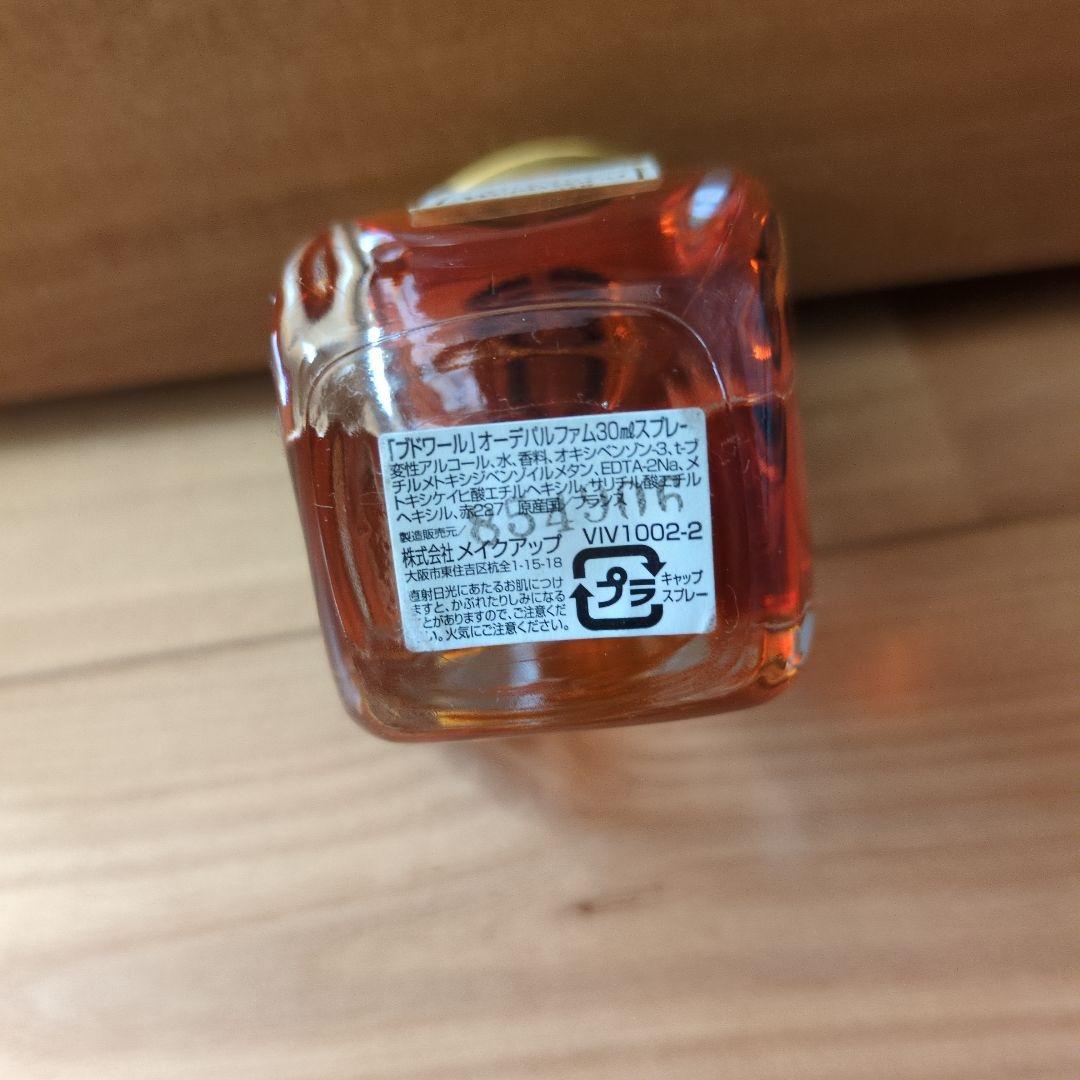 「ブドワール」オーデパルファム30mlスプレー
変性アルコール、水、香料、オキシベンゾン-3、t-ブ
チルメトキシジベンゾイルメタン、EDTA-2Na、メ
トキシケイヒ酸エチルヘキシル、サリチル酸エチル
ヘキシル、赤227 原産国 フランス
854906
製造販売元/
株式会社 メイクアップ VIV1002-2
大阪市東住吉区杭全1-15-18
直射日光にあたるお肌につけ
ますと、かぶれたりしみになる
ことがありますので、ご注意くだ
さい。火気にご注意ください。
プラ
キャップ
スプレー